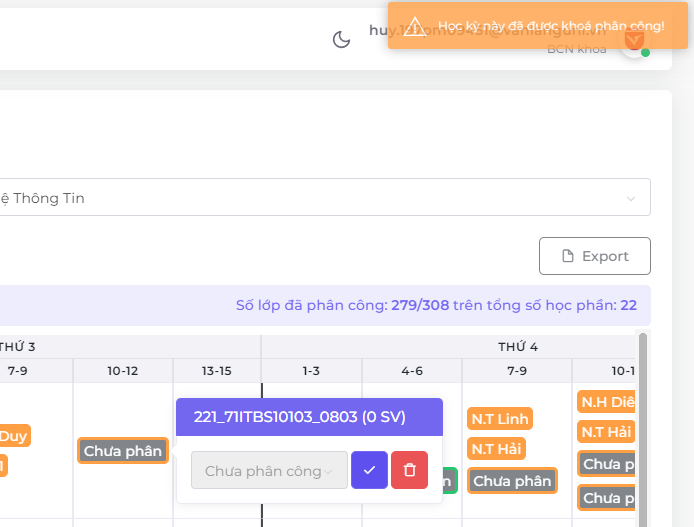 Học kỳ này đã được khoá phân công!
BCN khoa
ệ Thông Tin
Export
Số lớp đã phân công: 279/308 trên tổng số học phần: 22
THỨ 3
THỨ 4
7-9
10-12
13-15
1-3
4-6
7-9
10-1
221_71ITBS10103_0803 (0 SV)
Duy
Chưa phân
Chưa phân công
N.T Linh
N.T Hải
Chưa phân
N.H Diê
N.T Hải
Chưa p
Chưa p